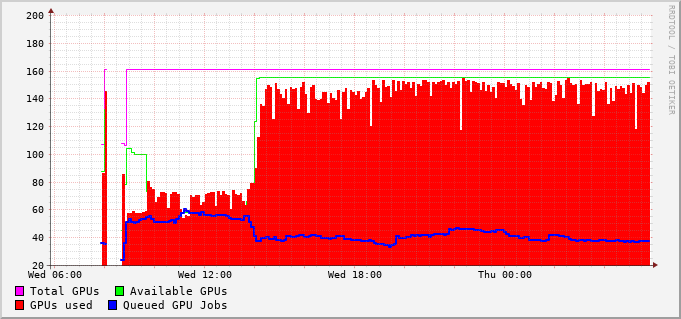 200
180
160
140
120
100
80
60
40
20
Wed 06:00 Wed 12:00 Wed 18:00 Thu 00:00
Total GPUs Available GPUs
GPUs used Queued GPU Jobs
RRDTOOL / TOBI OETIKER